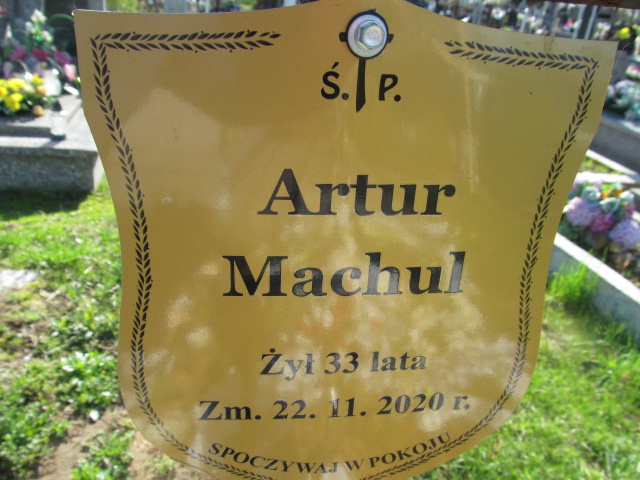 Ś. P.
Artur
Machul
Żył 33 lata
Zm. 22. 11. 2020 r.
SPOCZYWAJ W POKOJU